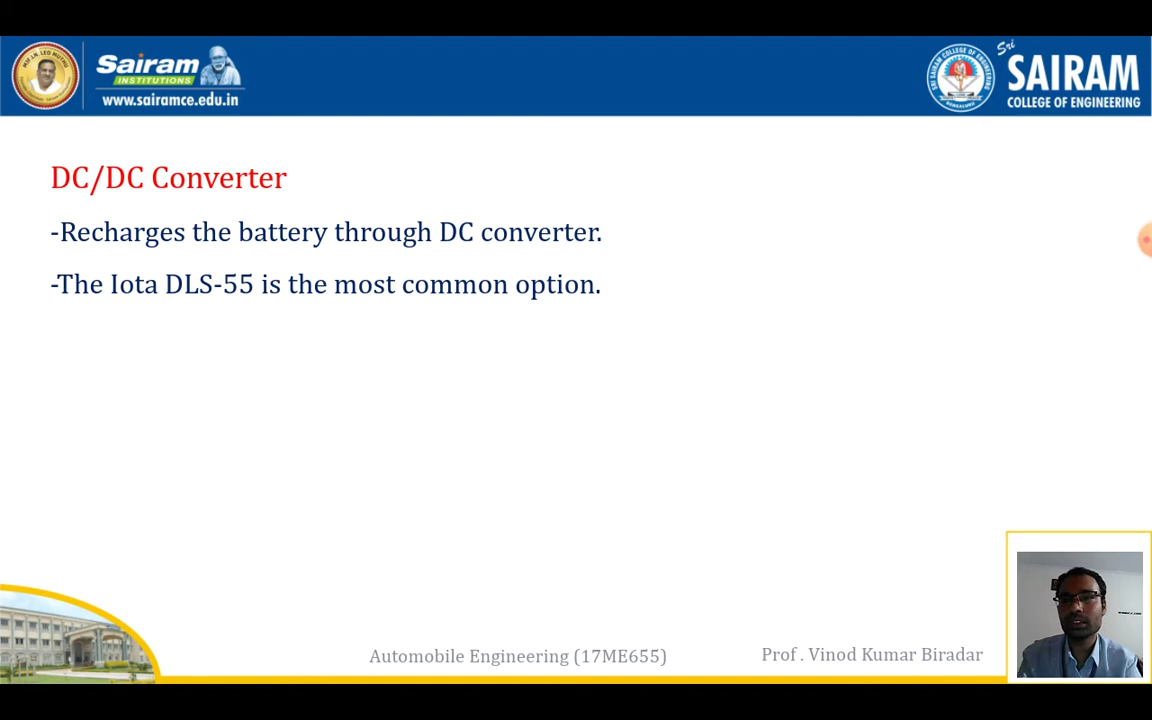 Sairam
INSTITUTIONS
www.sairamce.edu.in
Sri
SAIRAM
COLLEGE OF ENGINEERING
DC/DC Converter
-Recharges the battery through DC converter.
-The Iota DLS-55 is the most common option.
Automobile Engineering (17ME655)
Prof . Vinod Kumar Biradar